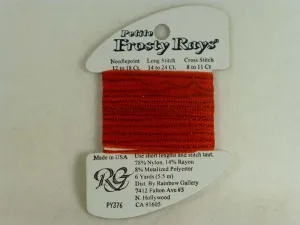 Petite
Frosty Rays®
Needlepoint Long Stitch Cross Stitch
12 to 18 Ct. 14 to 24 Ct. 8 to 11 Ct.
Made in USA
Use short lengths and stitch taut.
78% Nylon, 14% Rayon
8% Metalized Polyester
6 Yards (5.5 m)
RG
Dist. By Rainbow Gallery
7412 Fulton Ave #5
PY376
N. Hollywood
CA 91605